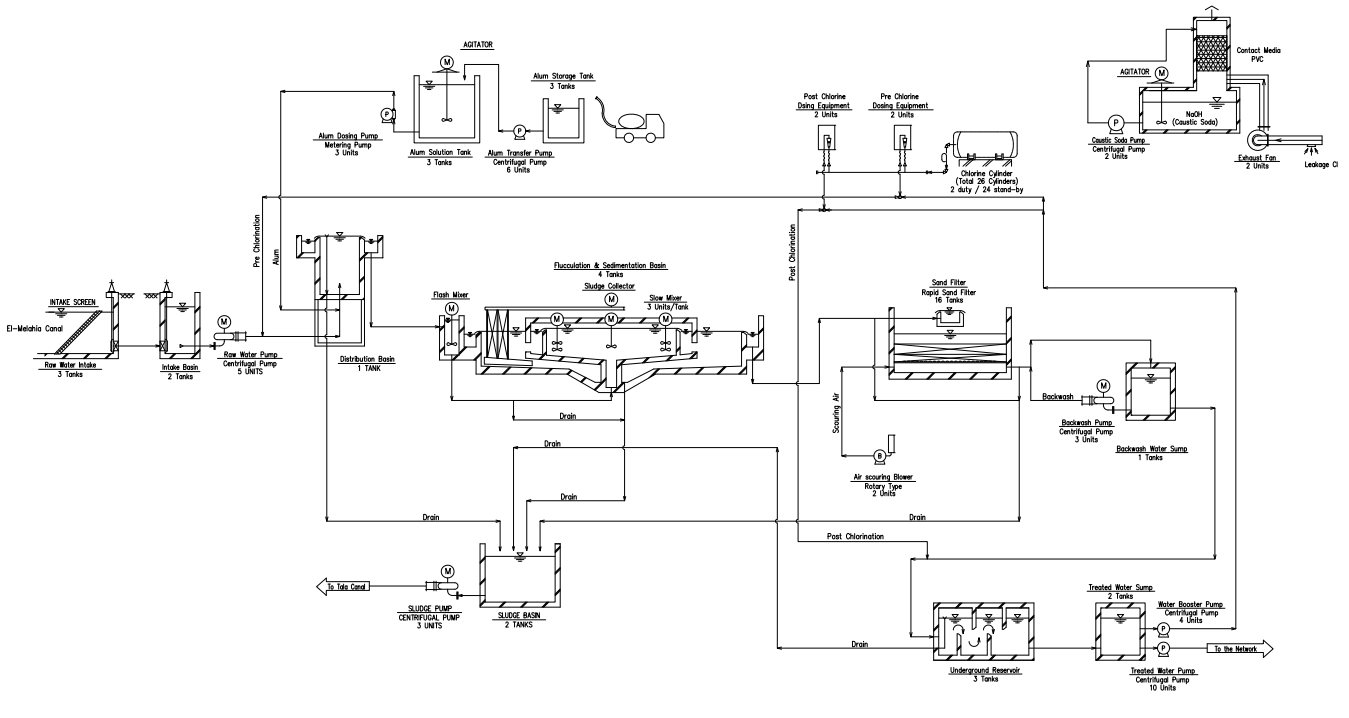 AGITATOR
M
Alum Storage Tank
3 Tanks
P
Alum Dosing Pump
Metering Pump
3 Units
Alum Solution Tank
3 Tanks
P
Alum Transfer Pump
Centrifugal Pump
6 Units
Post Chlorine
Dsing Equipment
2 Units
Pre Chlorine
Dosing Equipment
2 Units
Chlorine Cylinder
(Total 26 Cylinders)
2 duty / 24 stand-by
Contact Media
PVC
AGITATOR
M
NaOH
(Caustic Soda)
P
Caustic Soda Pump
Centrifugal Pump
2 Units
Exhaust Fan
2 Units
Leakage Cl
Pre Chlorination
Alum
Post Chlorination
INTAKE SCREEN
El-Melahia Canal
Raw Water Intake
3 Tanks
Intake Basin
2 Tanks
M
Raw Water Pump
Centrifugal Pump
5 UNITS
Distribution Basin
1 TANK
Flucculation & Sedimentation Basin
4 Tanks
Sludge Collector
M
Flash Mixer
M
Slow Mixer
3 Units/Tank
M
M
M
Sand Filter
Rapid Sand Filter
16 Tanks
Scouring Air
B
Air scouring Blower
Rotary Type
2 Units
Backwash
M
Backwash Pump
Centrifugal Pump
3 Units
Backwash Water Sump
1 Tanks
Drain
Drain
Drain
Drain
Drain
Post Chlorination
To Tala Canal
M
SLUDGE PUMP
CENTRIFUGAL PUMP
3 UNITS
SLUDGE BASIN
2 TANKS
Drain
Underground Reservoir
3 Tanks
Treated Water Sump
2 Tanks
Water Booster Pump
Centrifugal Pump
4 Units
P
P
To the Network
Treated Water Pump
Centrifugal Pump
10 Units